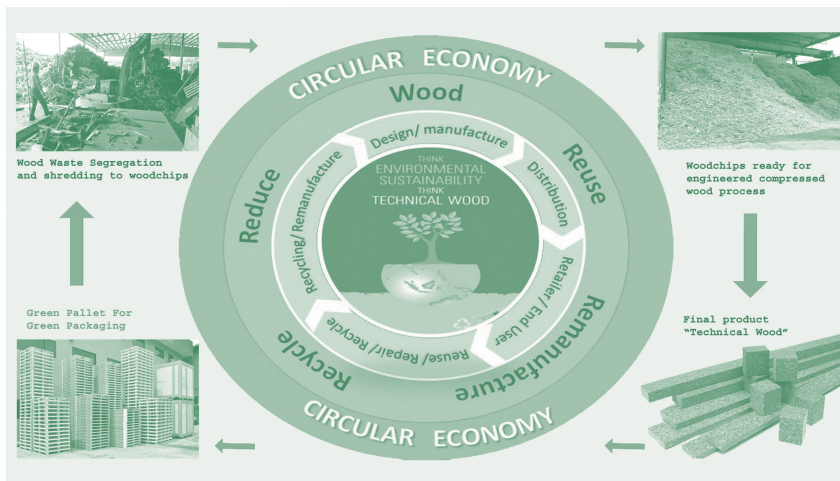 CIRCULAR ECONOMY
Wood
Reduce
Reuse
Recycle
Remanufacture
CIRCULAR ECONOMY
Design/ manufacture
Distribution
Retailer/ End User
Reuse/ Repair/ Recycle
Recycling/ Remanufacture
THINK
ENVIRONMENTAL
SUSTAINABILITY
THINK
TECHNICAL WOOD
Wood Waste Segregation
and shredding to woodchips
Woodchips ready for
engineered compressed
wood process
Green Pallet For
Green Packaging
Final product
“Technical Wood”